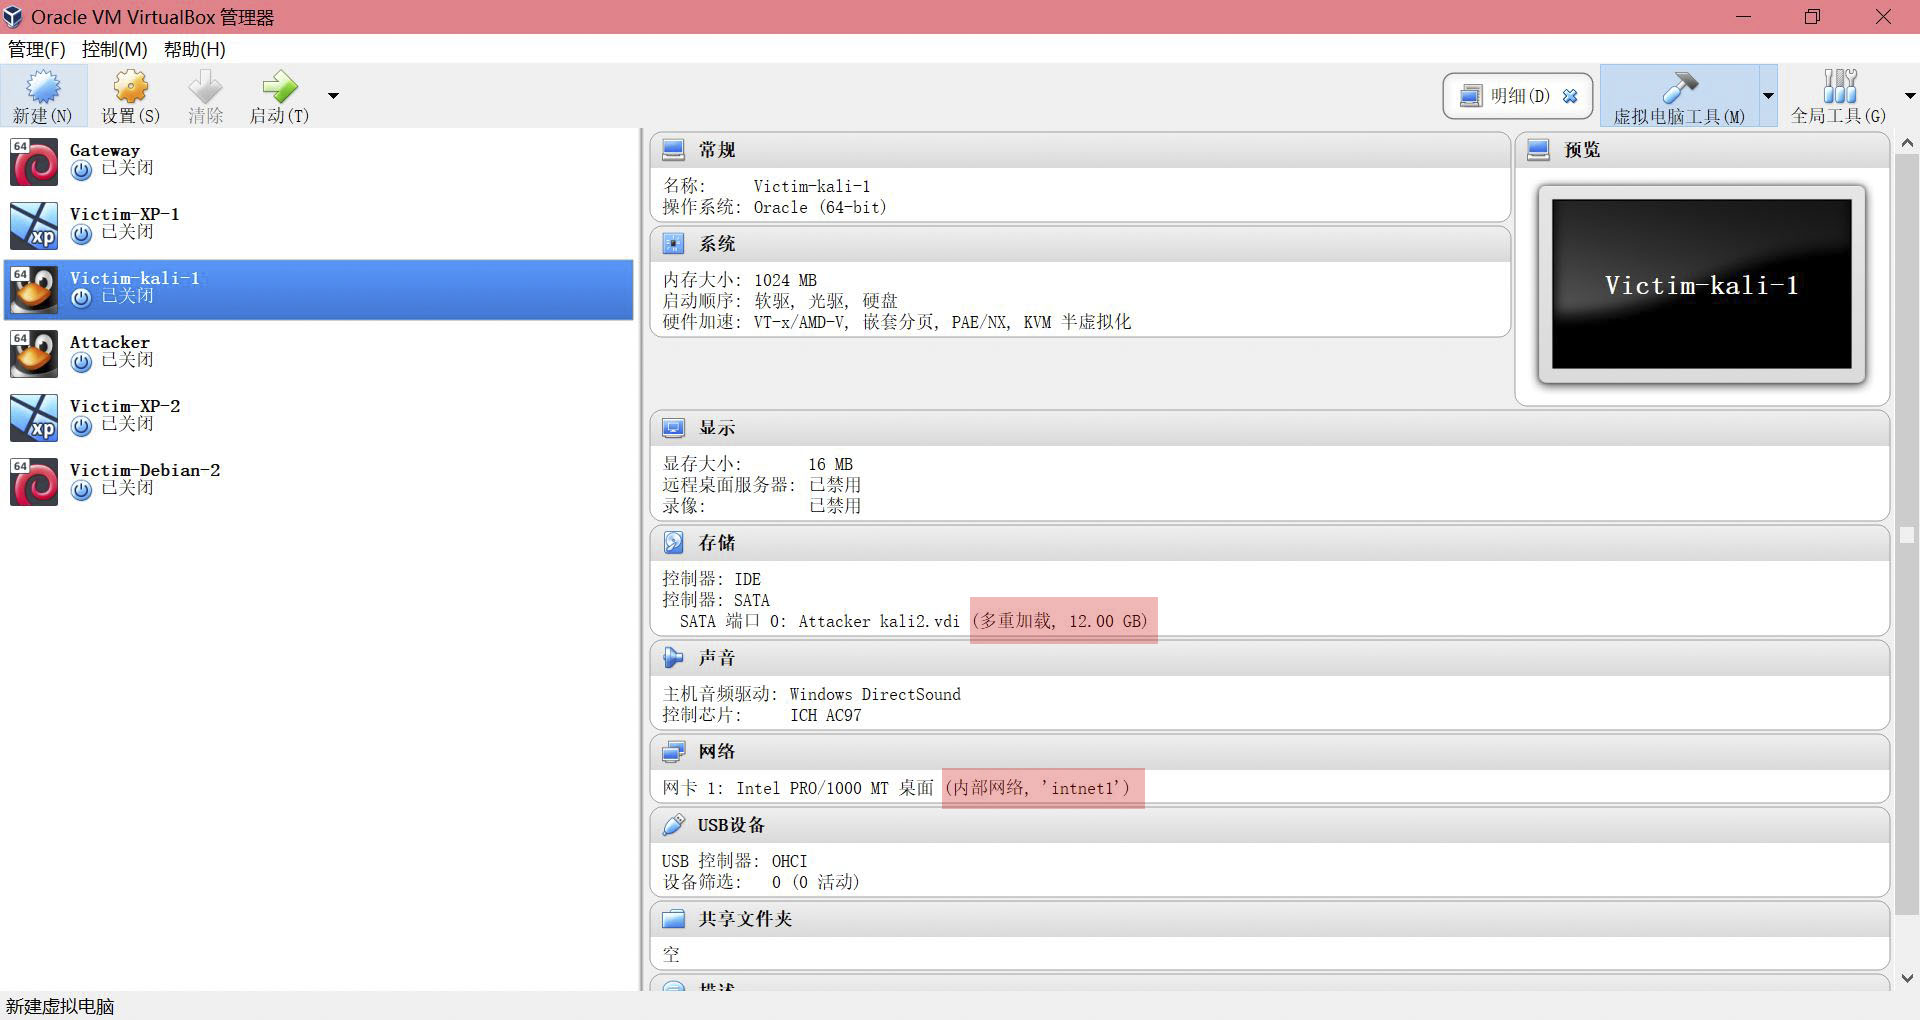 Oracle VM VirtualBox 管理器
管理(F) 控制(M) 帮助(H)
新建(N) 设置(S) 清除 启动(T) 明细(D) 虚拟电脑工具(M) 全局工具(G)
64
Gateway
已关闭
Victim-XP-1
xp
已关闭
64
Victim-kali-1
已关闭
64
Attacker
已关闭
Victim-XP-2
xp
已关闭
64
Victim-Debian-2
已关闭
常规
名称: Victim-kali-1
操作系统: Oracle (64-bit)
系统
内存大小: 1024 MB
启动顺序: 软驱, 光驱, 硬盘
硬件加速: VT-x/AMD-V, 嵌套分页, PAE/NX, KVM 半虚拟化
预览
Victim-kali-1
显示
显存大小: 16 MB
远程桌面服务器: 已禁用
录像: 已禁用
存储
控制器: IDE
控制器: SATA
SATA 端口 0: Attacker kali2.vdi (多重加载, 12.00 GB)
声音
主机音频驱动: Windows DirectSound
控制芯片: ICH AC97
网络
网卡 1: Intel PRO/1000 MT 桌面 (内部网络, 'intnet1')
USB设备
USB 控制器: OHCI
设备筛选: 0 (0 活动)
共享文件夹
空
描述
新建虚拟电脑